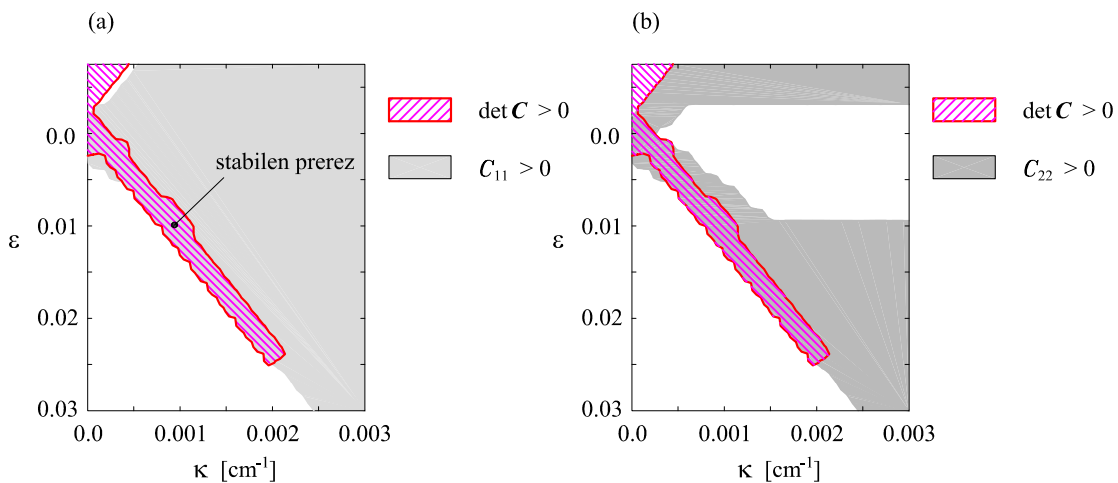 (a)
0.0
0.01
0.02
0.03
ε
0.0
0.001
0.002
0.003
κ [cm⁻¹]
stabilen prerez
det C > 0
C₁₁ > 0
(b)
0.0
0.01
0.02
0.03
ε
0.0
0.001
0.002
0.003
κ [cm⁻¹]
det C > 0
C₂₂ > 0